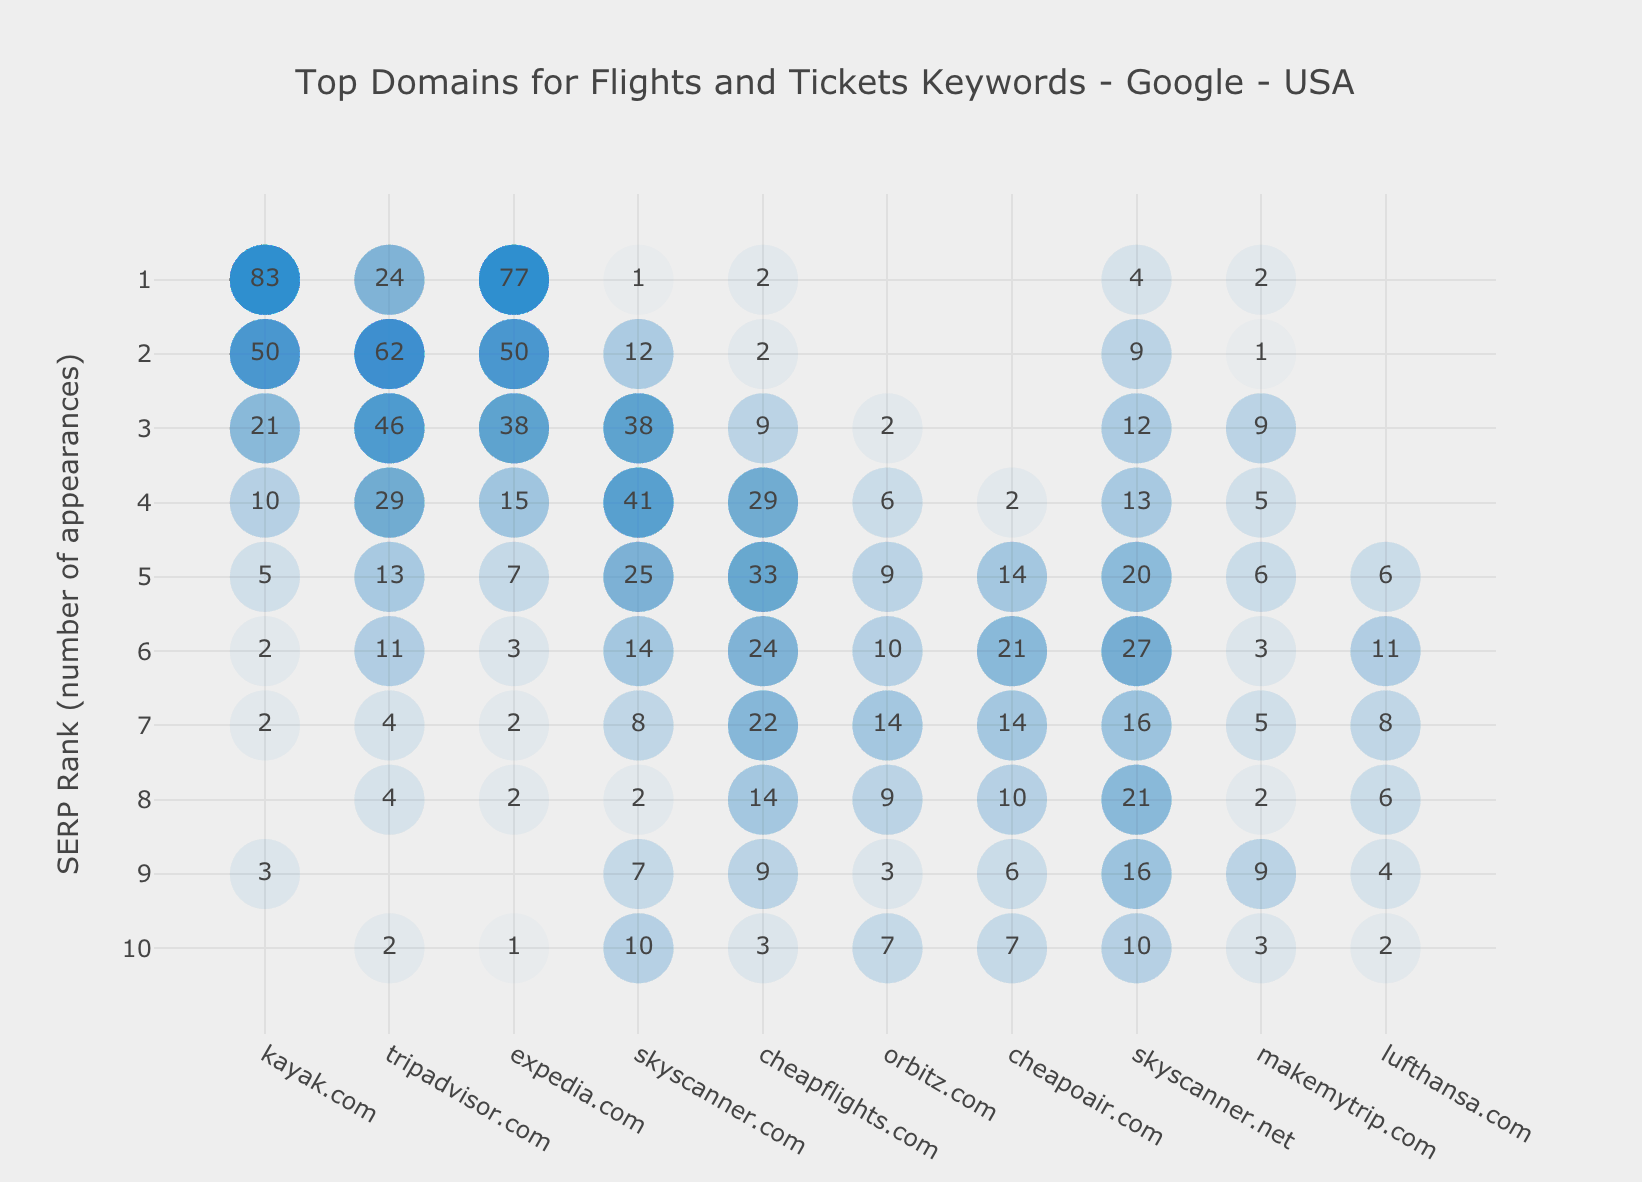 Top Domains for Flights and Tickets Keywords - Google - USA
SERP Rank (number of appearances)
1 83 24 77 1 2 4 2
2 50 62 50 12 2 9 1
3 21 46 38 38 9 2 12 9
4 10 29 15 41 29 6 2 13 5
5 5 13 7 25 33 9 14 20 6 6
6 2 11 3 14 24 10 21 27 3 11
7 2 4 2 8 22 14 14 16 5 8
8 4 2 2 14 9 10 21 2 6
9 3 7 9 3 6 16 9 4
10 2 1 10 3 7 7 10 3 2
kayak.com tripadvisor.com expedia.com skyscanner.com cheapflights.com orbitz.com cheapoair.com skyscanner.net makemytrip.com lufthansa.com